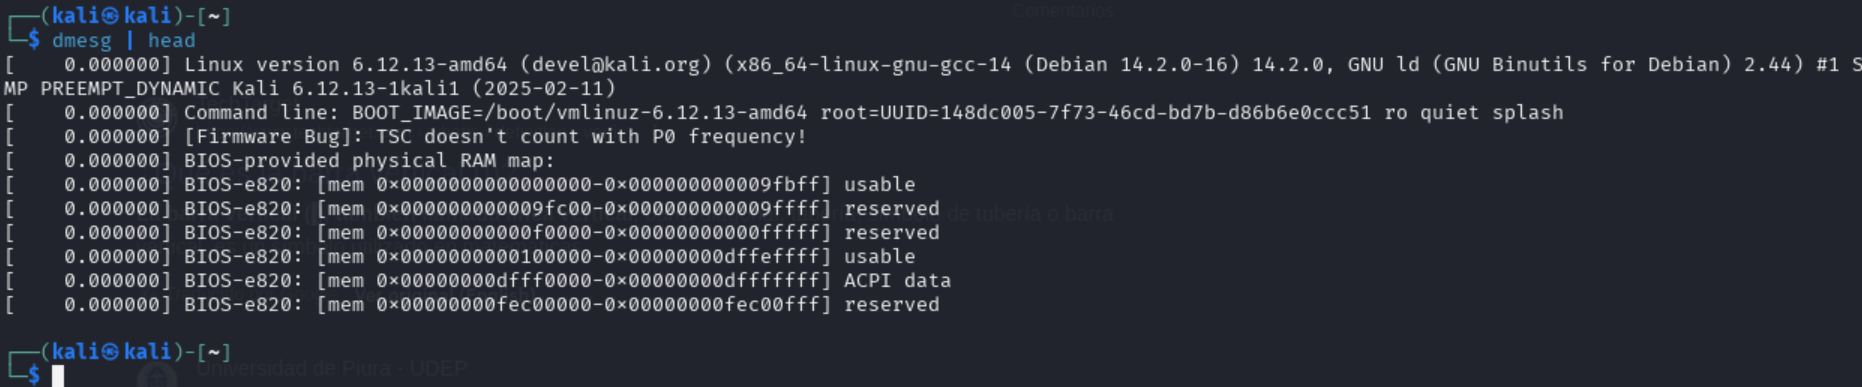 Comentarios
┌──(kali㉿kali)-[~]
└─$ dmesg | head
[    0.000000] Linux version 6.12.13-amd64 (devel@kali.org) (x86_64-linux-gnu-gcc-14 (Debian 14.2.0-16) 14.2.0, GNU ld (GNU Binutils for Debian) 2.44) #1 S
MP PREEMPT_DYNAMIC Kali 6.12.13-1kali1 (2025-02-11)
[    0.000000] Command line: BOOT_IMAGE=/boot/vmlinuz-6.12.13-amd64 root=UUID=148dc005-7f73-46cd-bd7b-d86b6e0ccc51 ro quiet splash
[    0.000000] [Firmware Bug]: TSC doesn't count with P0 frequency!
[    0.000000] BIOS-provided physical RAM map:
[    0.000000] BIOS-e820: [mem 0x0000000000000000-0x000000000009fbff] usable
[    0.000000] BIOS-e820: [mem 0x000000000009fc00-0x000000000009ffff] reserved
de tubería o barra
[    0.000000] BIOS-e820: [mem 0x00000000000f0000-0x00000000000fffff] reserved
[    0.000000] BIOS-e820: [mem 0x0000000000100000-0x00000000dffeffff] usable
[    0.000000] BIOS-e820: [mem 0x00000000dfff0000-0x00000000dfffffff] ACPI data
[    0.000000] BIOS-e820: [mem 0x00000000fec00000-0x00000000fec00fff] reserved
┌──(kali㉿kali)-[~]
Universidad de Piura - UDEP
└─$